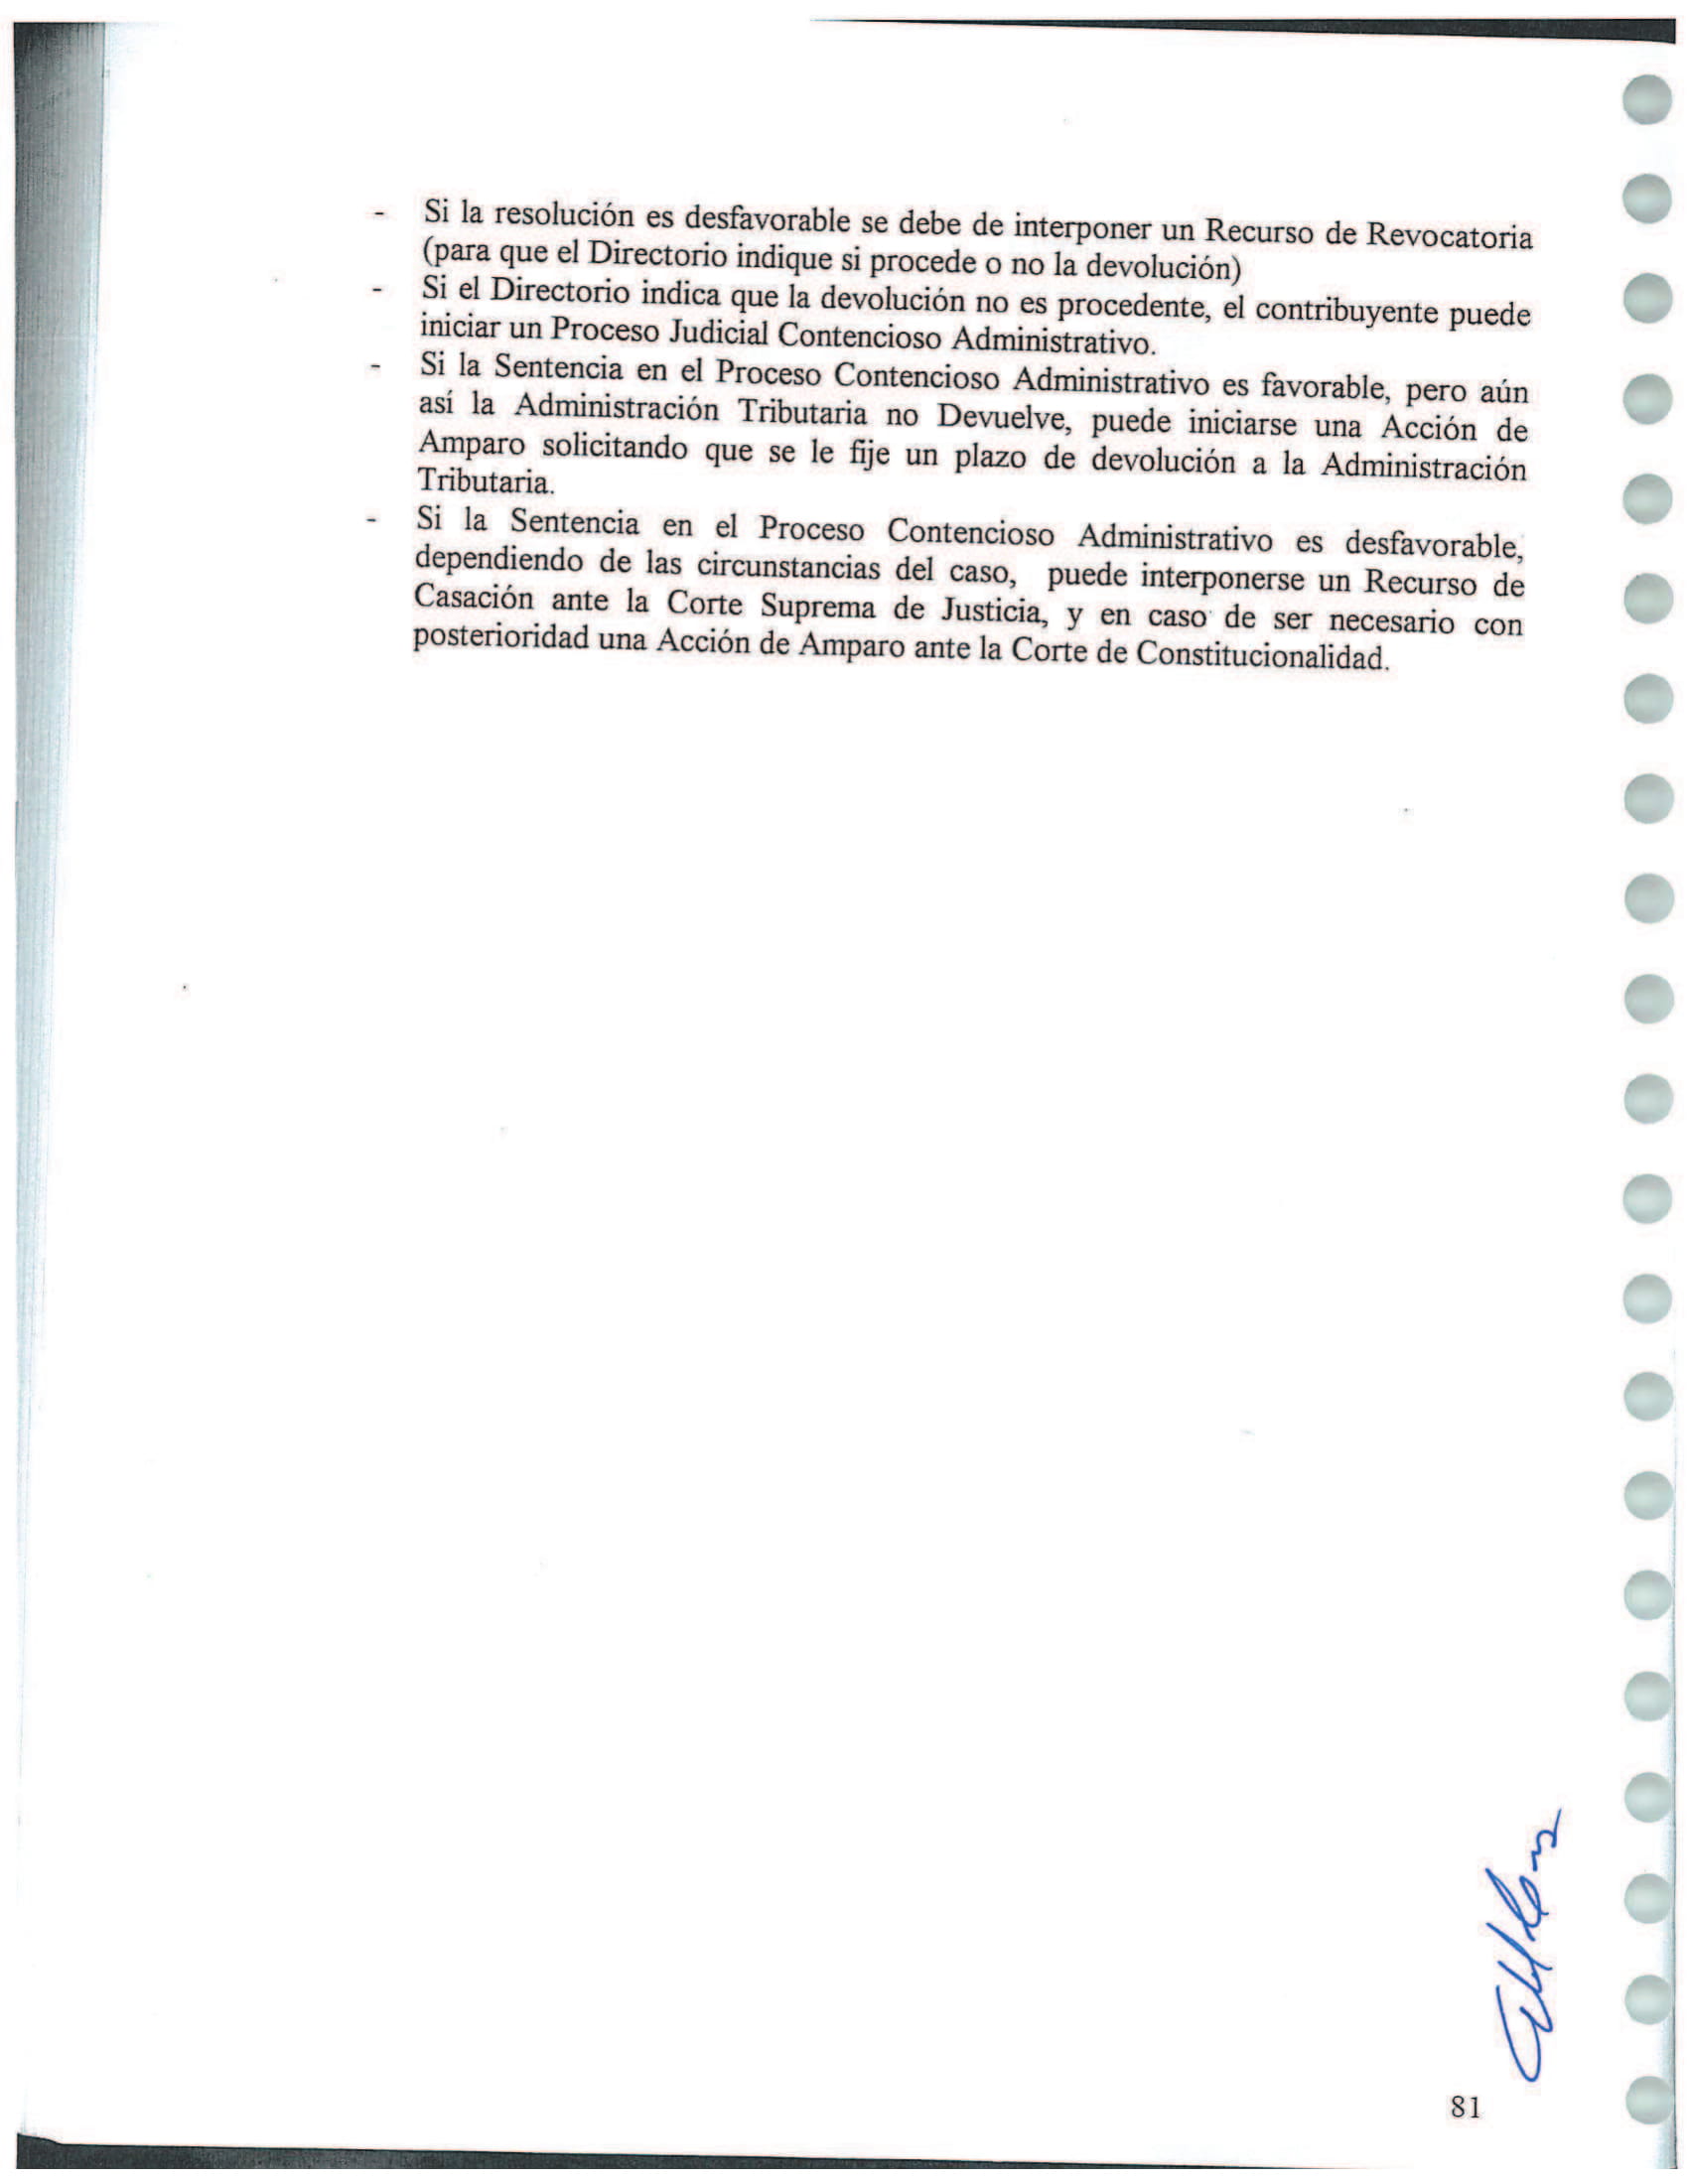 - Si la resolución es desfavorable se debe de interponer un Recurso de Revocatoria
(para que el Directorio indique si procede o no la devolución)
- Si el Directorio indica que la devolución no es procedente, el contribuyente puede
iniciar un Proceso Judicial Contencioso Administrativo.
- Si la Sentencia en el Proceso Contencioso Administrativo es favorable, pero aún
así la Administración Tributaria no Devuelve, puede iniciarse una Acción de
Amparo solicitando que se le fije un plazo de devolución a la Administración
Tributaria.
- Si la Sentencia en el Proceso Contencioso Administrativo es desfavorable,
dependiendo de las circunstancias del caso, puede interponerse un Recurso de
Casación ante la Corte Suprema de Justicia, y en caso de ser necesario con
posterioridad una Acción de Amparo ante la Corte de Constitucionalidad.
81